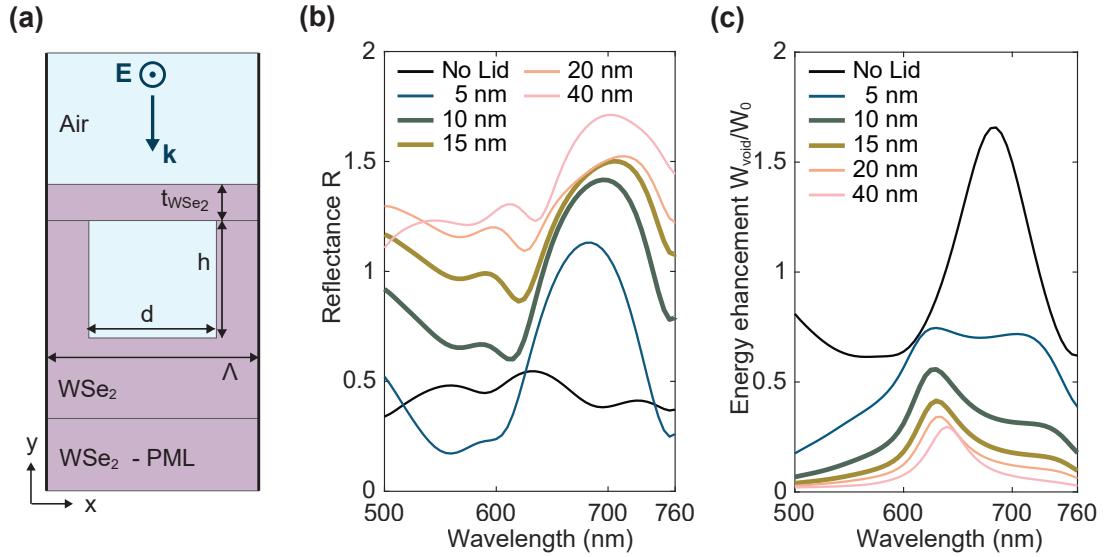 (a)
E
k
Air
t_WSe₂
h
d
Λ
WSe₂
WSe₂ - PML
y
x
(b)
2
1.5
1
0.5
0
Reflectance R
No Lid
5 nm
10 nm
15 nm
20 nm
40 nm
500
600
700
760
Wavelength (nm)
(c)
2
1.5
1
0.5
0
Energy ehancement W_void/W₀
No Lid
5 nm
10 nm
15 nm
20 nm
40 nm
500
600
700
760
Wavelength (nm)